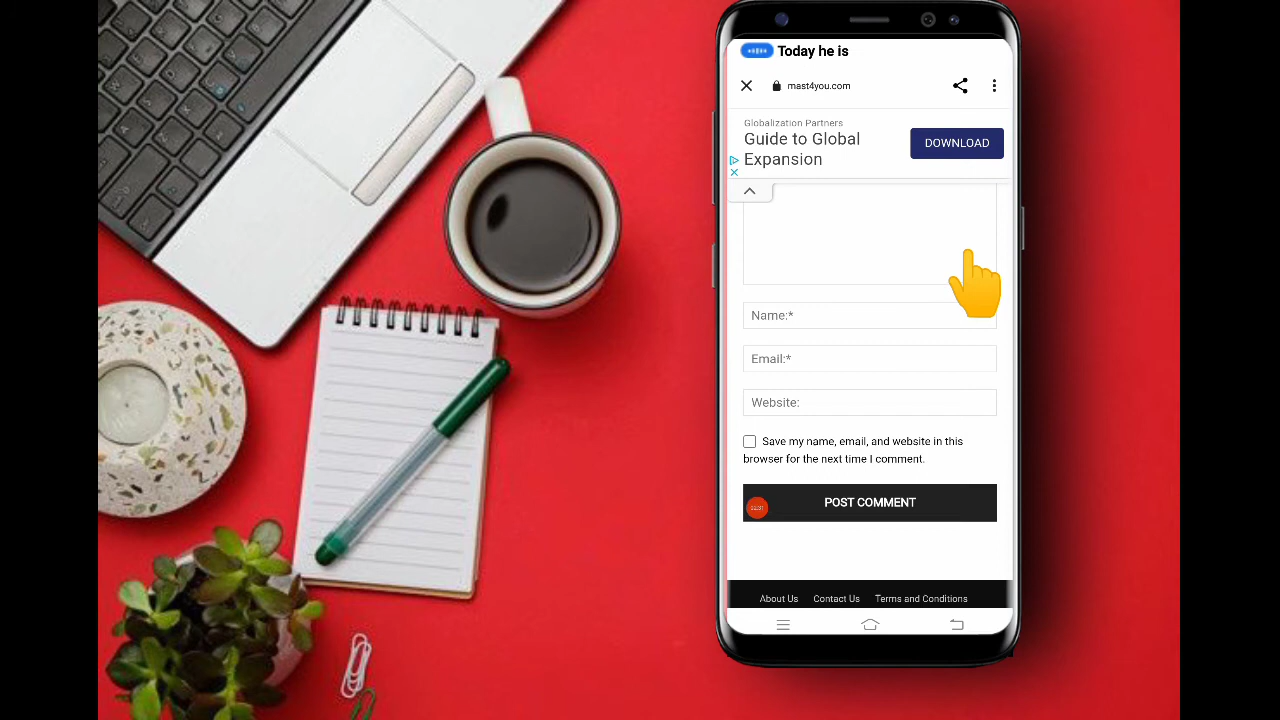 Today he is
mast4you.com
Globalization Partners
Guide to Global
Expansion
DOWNLOAD
Name:*
Email:*
Website:
Save my name, email, and website in this
browser for the next time I comment.
POST COMMENT
About Us Contact Us Terms and Conditions